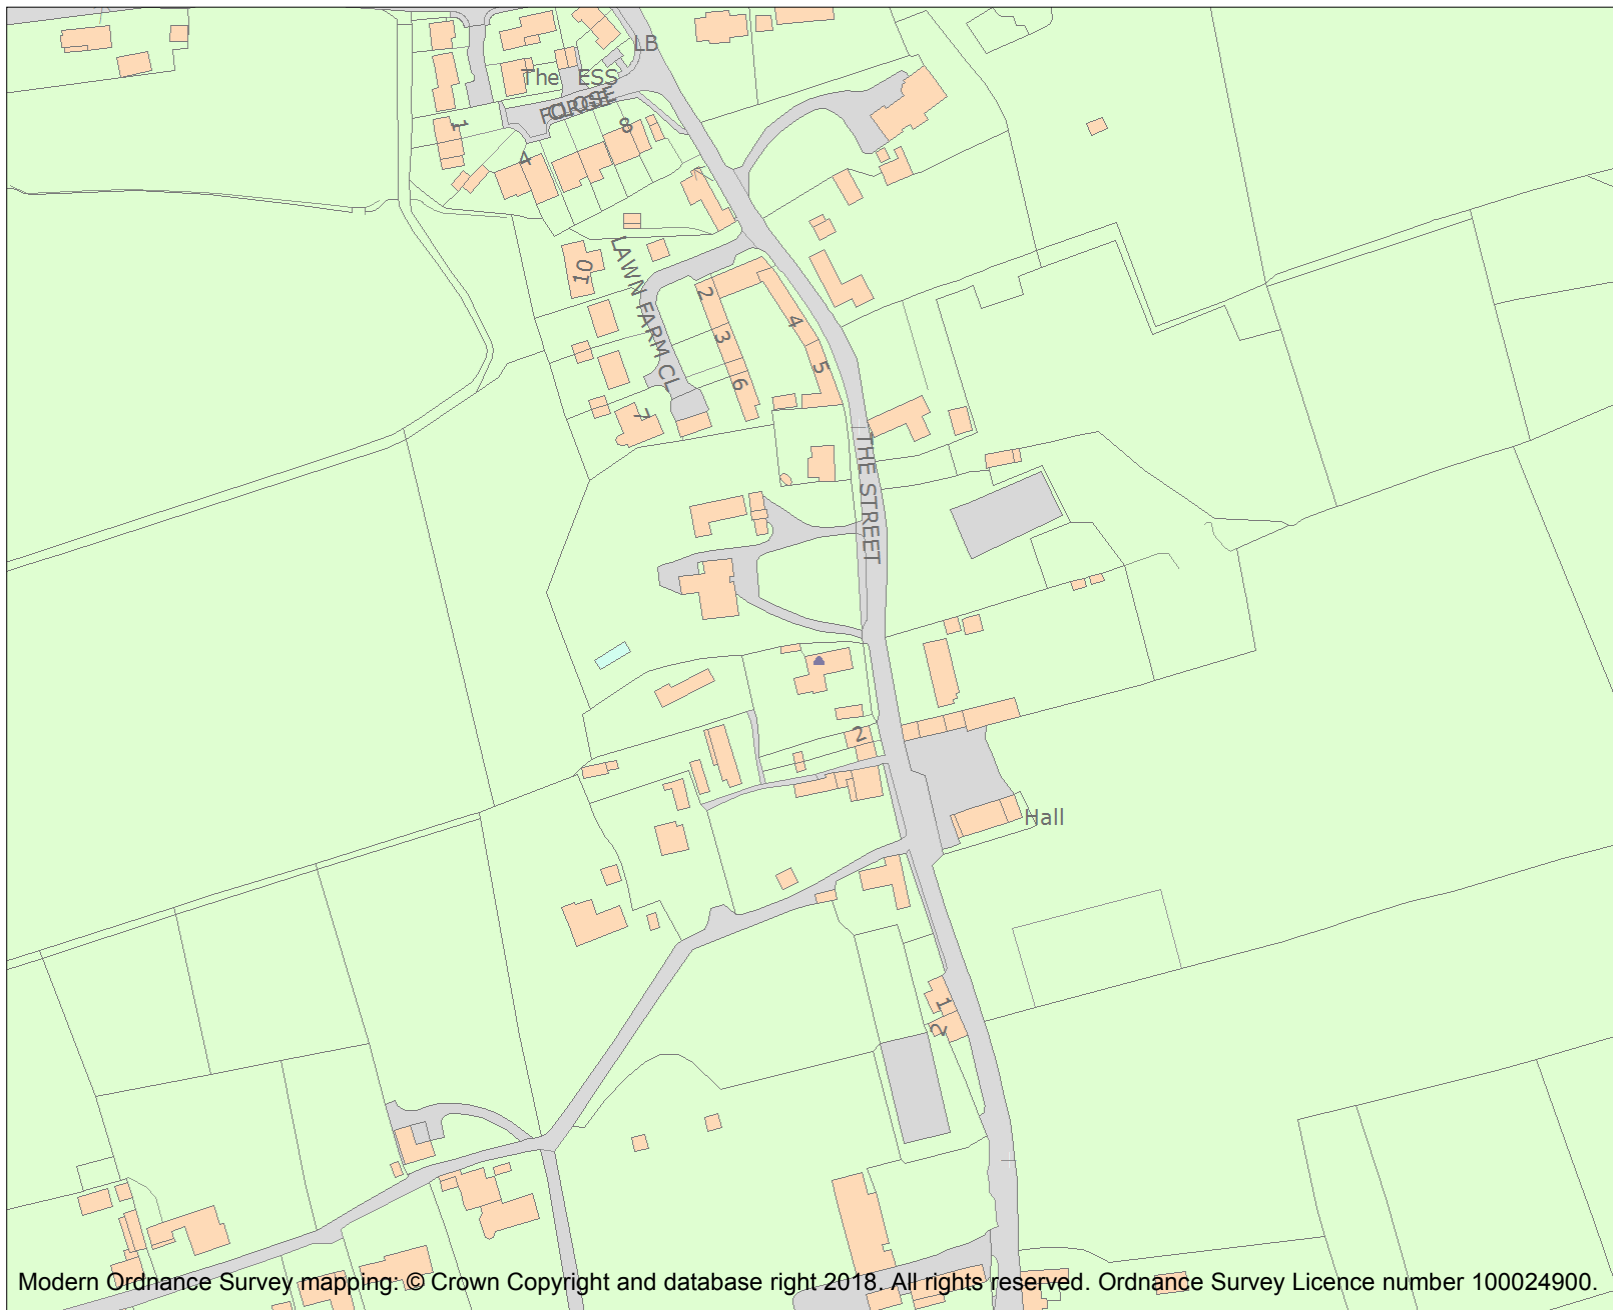 LB
The ESS
FORGE
CLOSE
1
8
4
LAWN FARM CL
10
2
3
4
5
6
7
THE STREET
2
Hall
1
2
Modern Ordnance Survey mapping: © Crown Copyright and database right 2018. All rights reserved. Ordnance Survey Licence number 100024900.